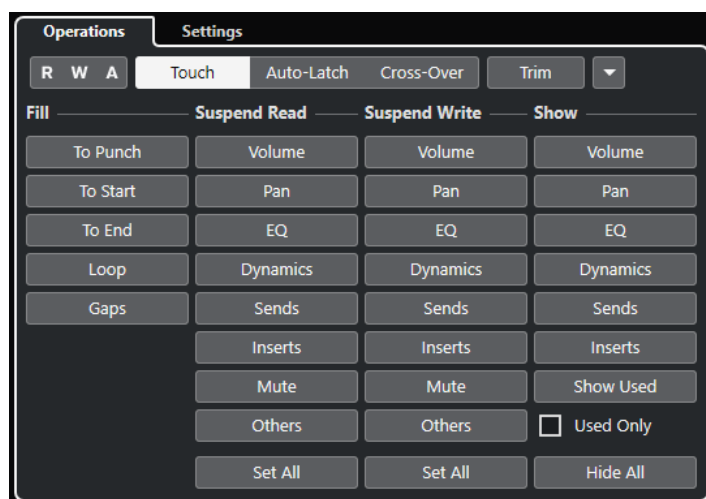 Operations Settings
R W A Touch Auto-Latch Cross-Over Trim
Fill Suspend Read Suspend Write Show
To Punch Volume Volume Volume
To Start Pan Pan Pan
To End EQ EQ EQ
Loop Dynamics Dynamics Dynamics
Gaps Sends Sends Sends
Inserts Inserts Inserts
Mute Mute Show Used
Others Others Used Only
Set All Set All Hide All